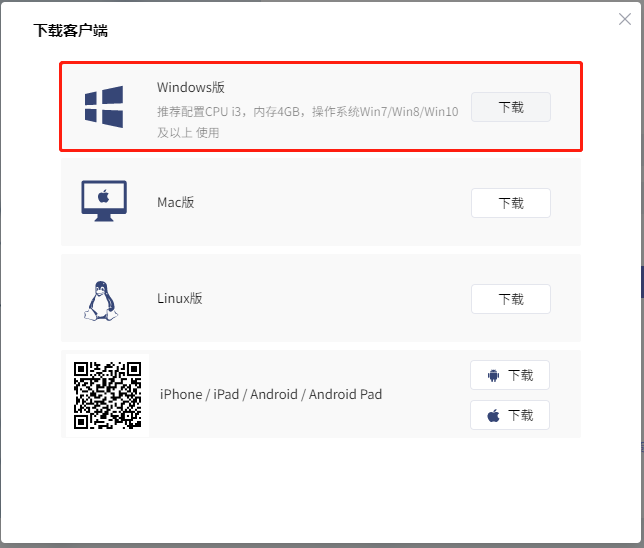 下载客户端
Windows版
推荐配置CPU i3，内存4GB，操作系统Win7/Win8/Win10
及以上 使用
下载
Mac版
下载
Linux版
下载
iPhone / iPad / Android / Android Pad
下载
下载